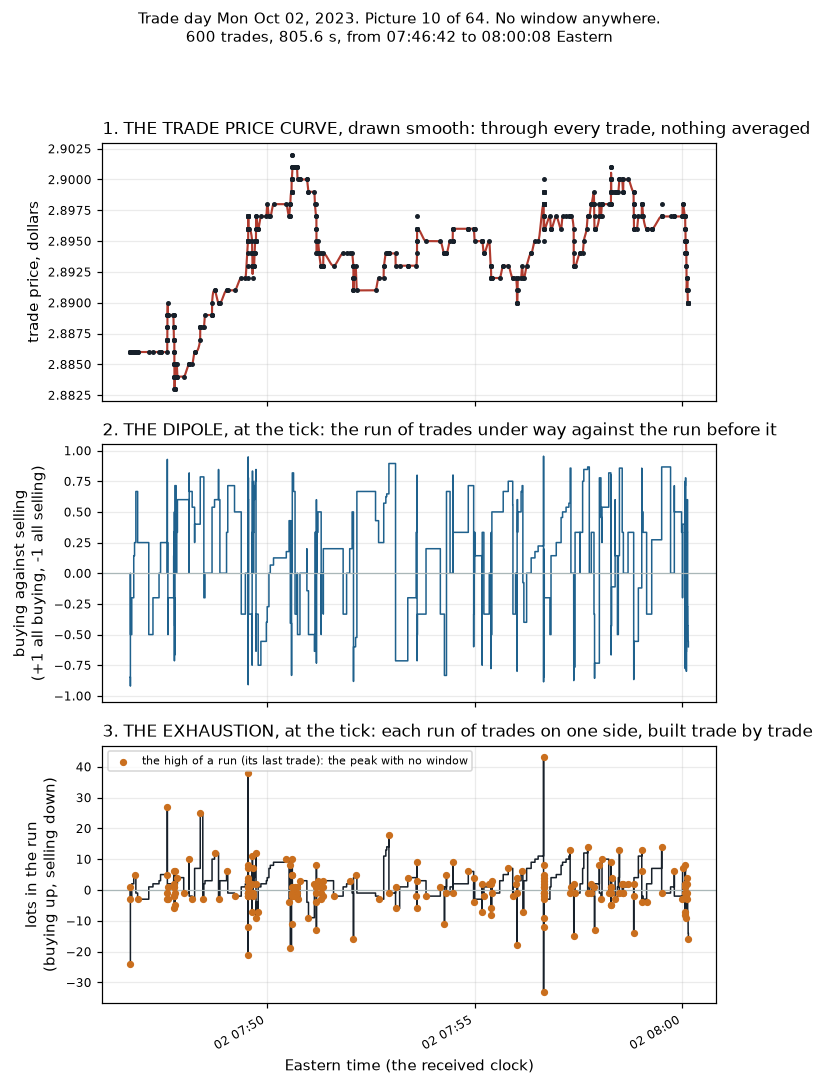 Trade day Mon Oct 02, 2023. Picture 10 of 64. No window anywhere.
600 trades, 805.6 s, from 07:46:42 to 08:00:08 Eastern
1. THE TRADE PRICE CURVE, drawn smooth: through every trade, nothing averaged
2.9025
2.9000
2.8975
2.8950
2.8925
2.8900
2.8875
2.8850
2.8825
trade price, dollars
2. THE DIPOLE, at the tick: the run of trades under way against the run before it
1.00
0.75
0.50
0.25
0.00
−0.25
−0.50
−0.75
−1.00
buying against selling
(+1 all buying, -1 all selling)
3. THE EXHAUSTION, at the tick: each run of trades on one side, built trade by trade
the high of a run (its last trade): the peak with no window
40
30
20
10
0
−10
−20
−30
lots in the run
(buying up, selling down)
02 07:50
02 07:55
02 08:00
Eastern time (the received clock)